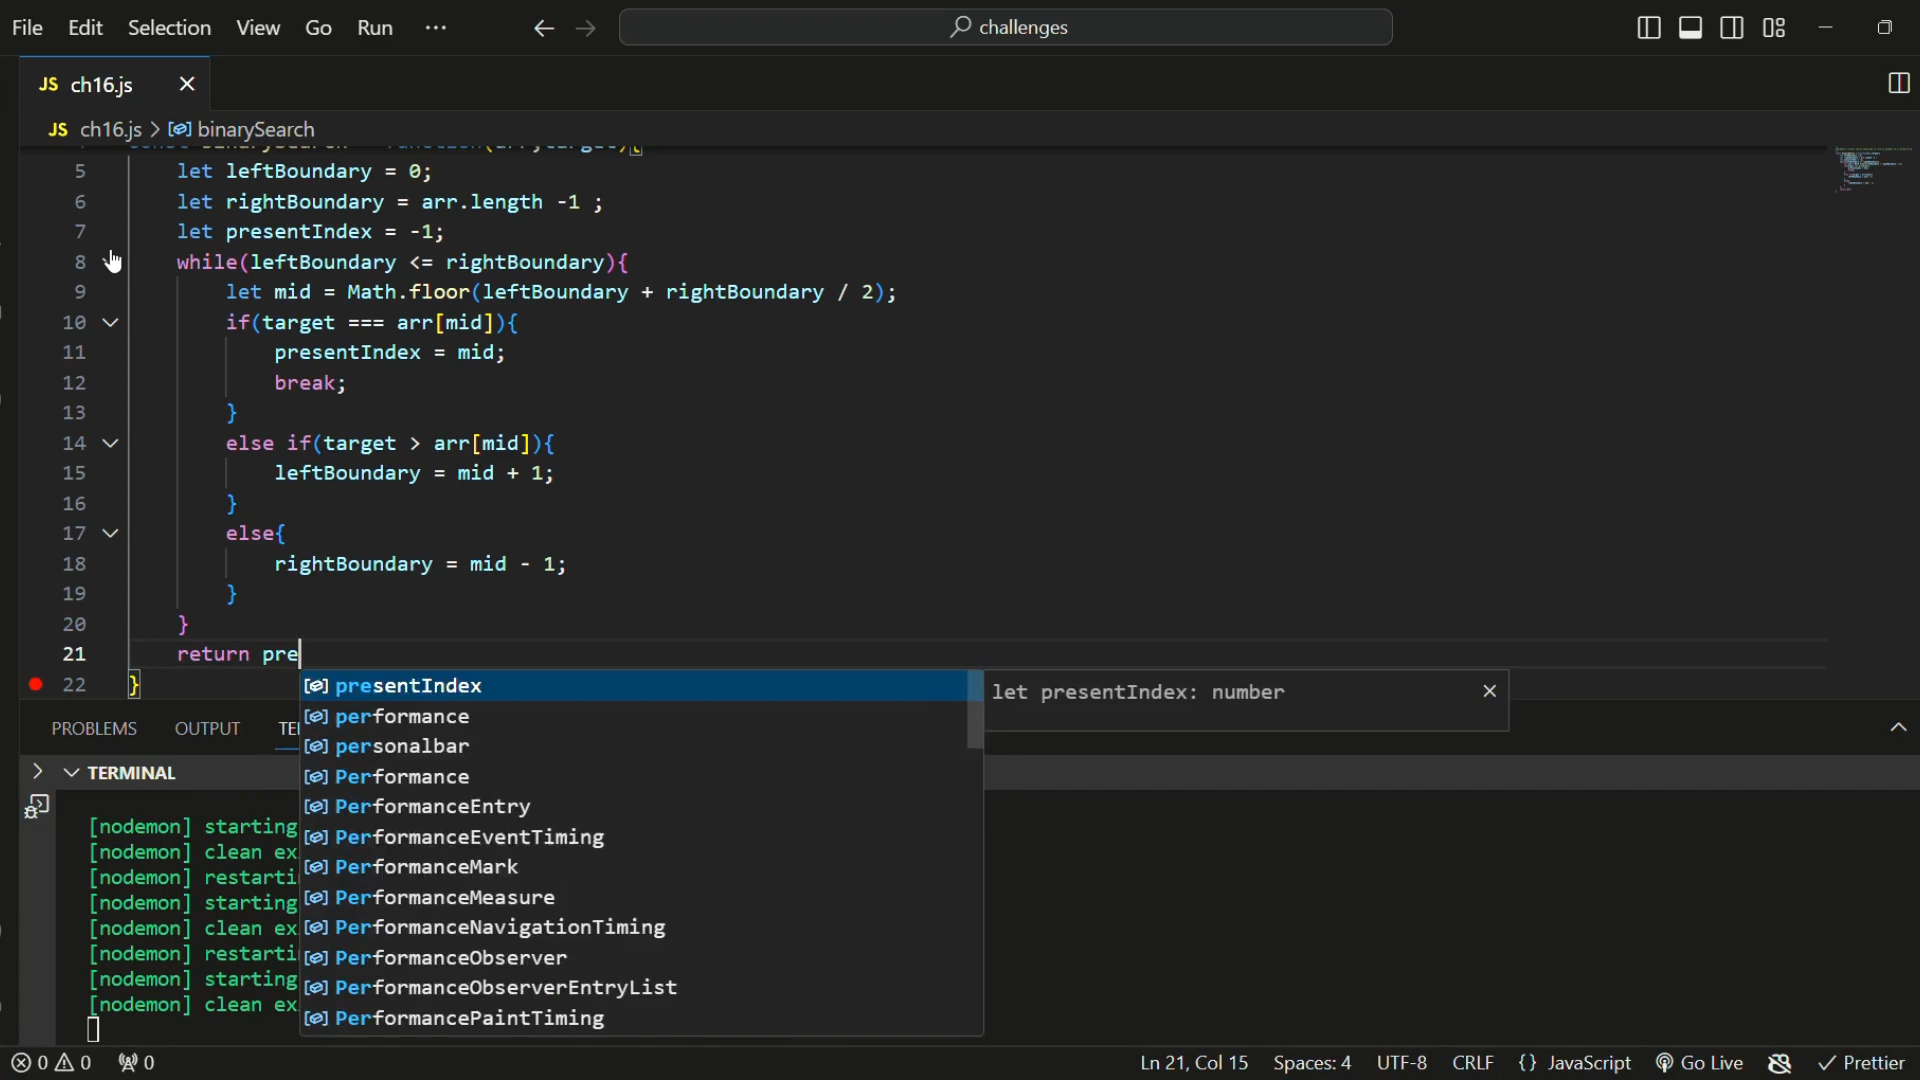 File Edit Selection View Go Run ··· ← → challenges
JS ch16.js ×
JS ch16.js > binarySearch
5 let leftBoundary = 0;
6 let rightBoundary = arr.length -1 ;
7 let presentIndex = -1;
8 while(leftBoundary <= rightBoundary){
9 let mid = Math.floor(leftBoundary + rightBoundary / 2);
10 if(target === arr[mid]){
11 presentIndex = mid;
12 break;
13 }
14 else if(target > arr[mid]){
15 leftBoundary = mid + 1;
16 }
17 else{
18 rightBoundary = mid - 1;
19 }
20 }
21 return pre
22 }
presentIndex
let presentIndex: number
performance
personalbar
Performance
PerformanceEntry
PerformanceEventTiming
PerformanceMark
PerformanceMeasure
PerformanceNavigationTiming
PerformanceObserver
PerformanceObserverEntryList
PerformancePaintTiming
PROBLEMS OUTPUT TE
TERMINAL
[nodemon] starting
[nodemon] clean ex
[nodemon] restarti
[nodemon] starting
[nodemon] clean ex
[nodemon] restarti
[nodemon] starting
[nodemon] clean ex
0 0 0 Ln 21, Col 15 Spaces: 4 UTF-8 CRLF {} JavaScript Go Live Prettier